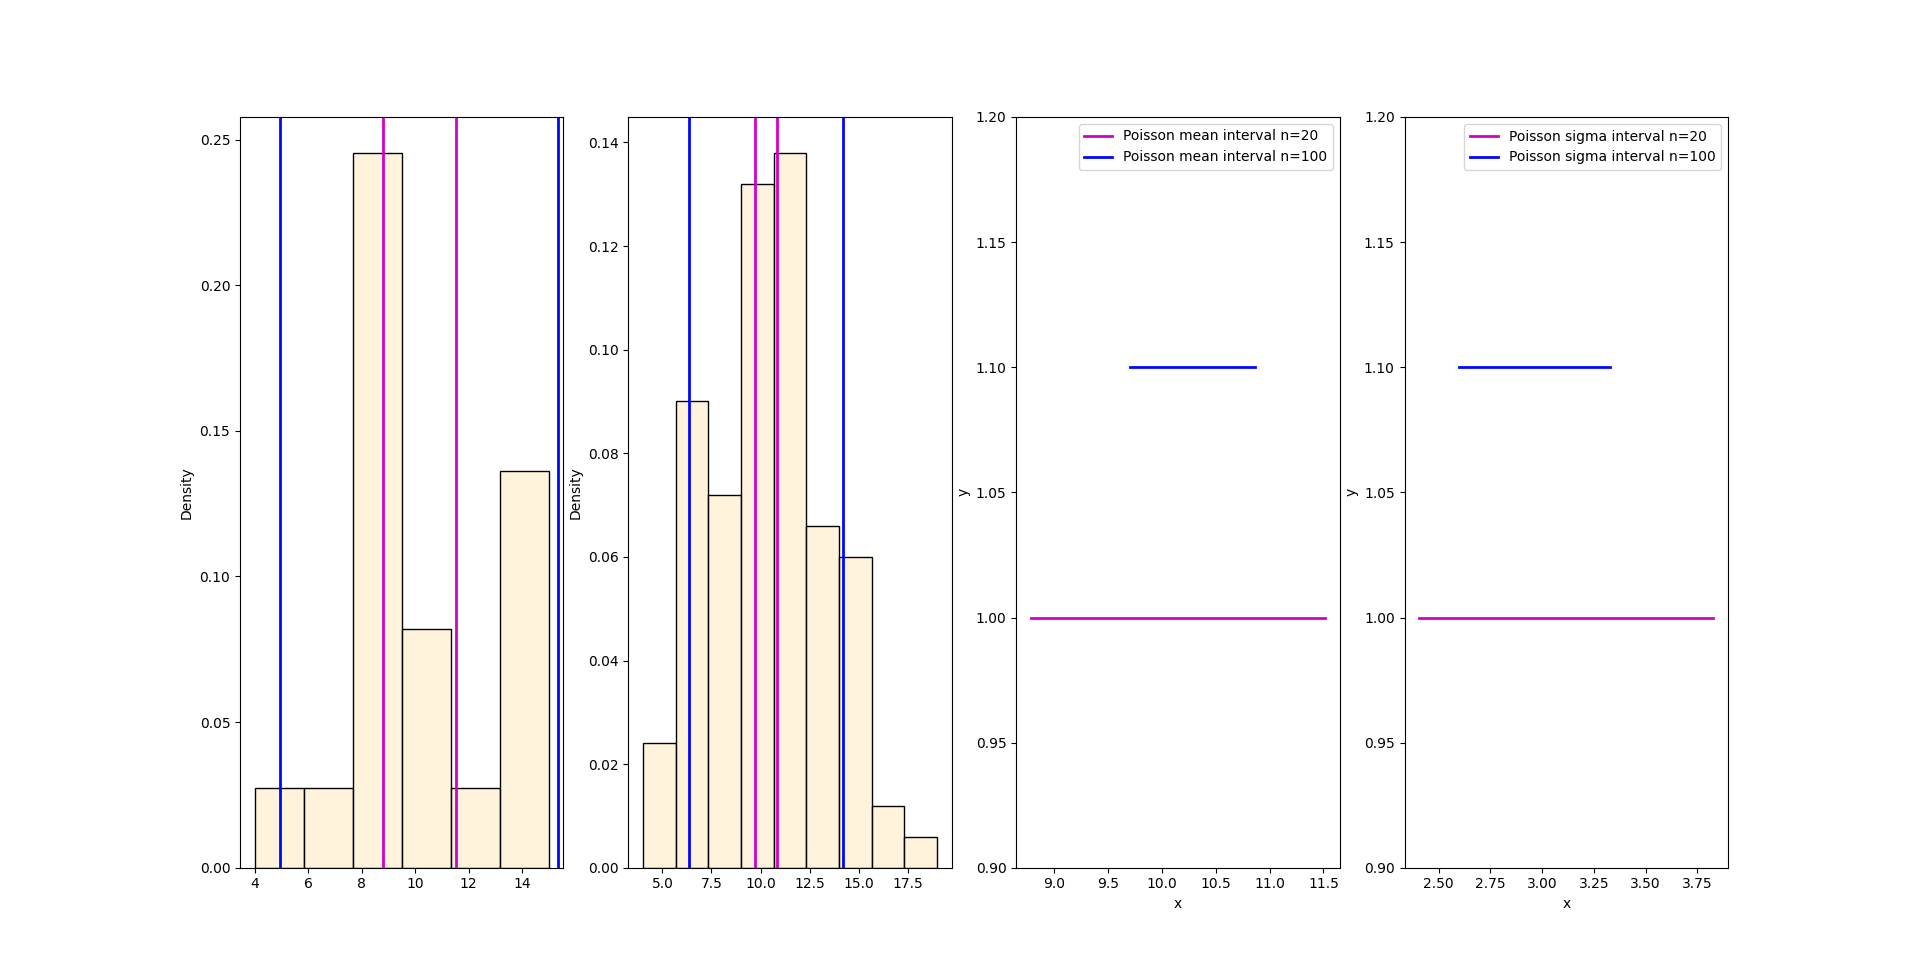 Density
0.25
0.20
0.15
0.10
0.05
0.00
4 6 8 10 12 14
Density
0.14
0.12
0.10
0.08
0.06
0.04
0.02
0.00
5.0 7.5 10.0 12.5 15.0 17.5
Poisson mean interval n=20
Poisson mean interval n=100
y
1.20
1.15
1.10
1.05
1.00
0.95
0.90
9.0 9.5 10.0 10.5 11.0 11.5
x
Poisson sigma interval n=20
Poisson sigma interval n=100
y
1.20
1.15
1.10
1.05
1.00
0.95
0.90
2.50 2.75 3.00 3.25 3.50 3.75
x